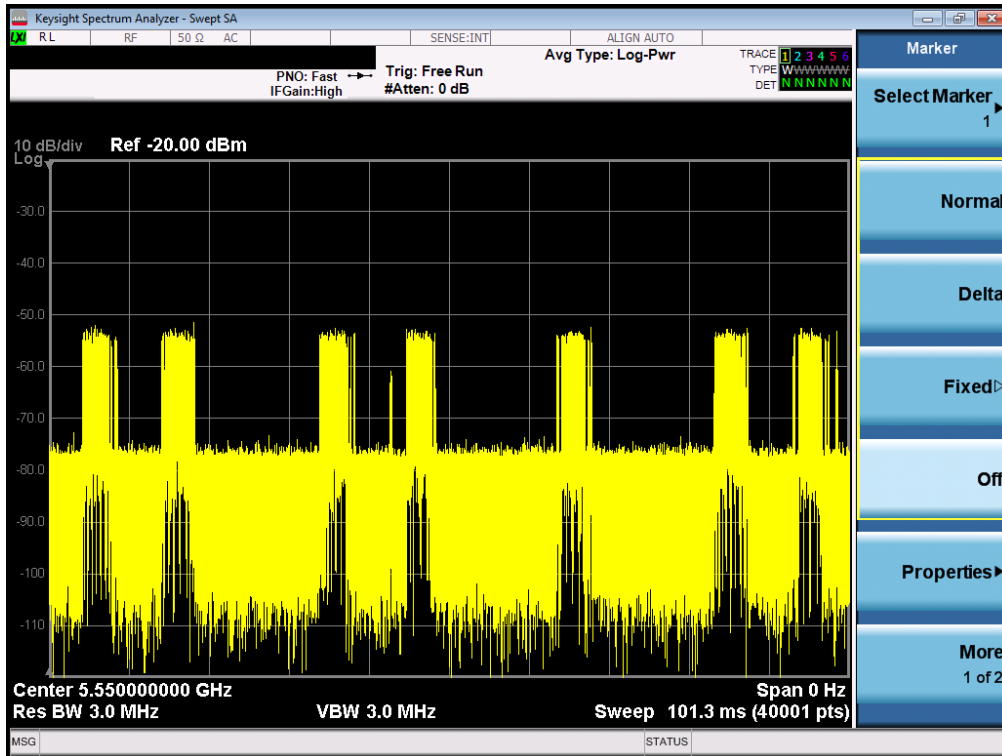 Keysight Spectrum Analyzer - Swept SA
LXI RL RF 50 Ω AC SENSE:INT ALIGN AUTO
Marker
Avg Type: Log-Pwr
TRACE 1 2 3 4 5 6
PNO: Fast Trig: Free Run
TYPE WWWWWWW
IFGain:High #Atten: 0 dB
DET N N N N N N
Select Marker
1
10 dB/div Ref -20.00 dBm
Log
Normal
-30.0
-40.0
Delta
-50.0
-60.0
Fixed
-70.0
-80.0
Off
-90.0
-100
Properties
-110
More
1 of 2
Center 5.550000000 GHz Span 0 Hz
Res BW 3.0 MHz VBW 3.0 MHz Sweep 101.3 ms (40001 pts)
MSG STATUS